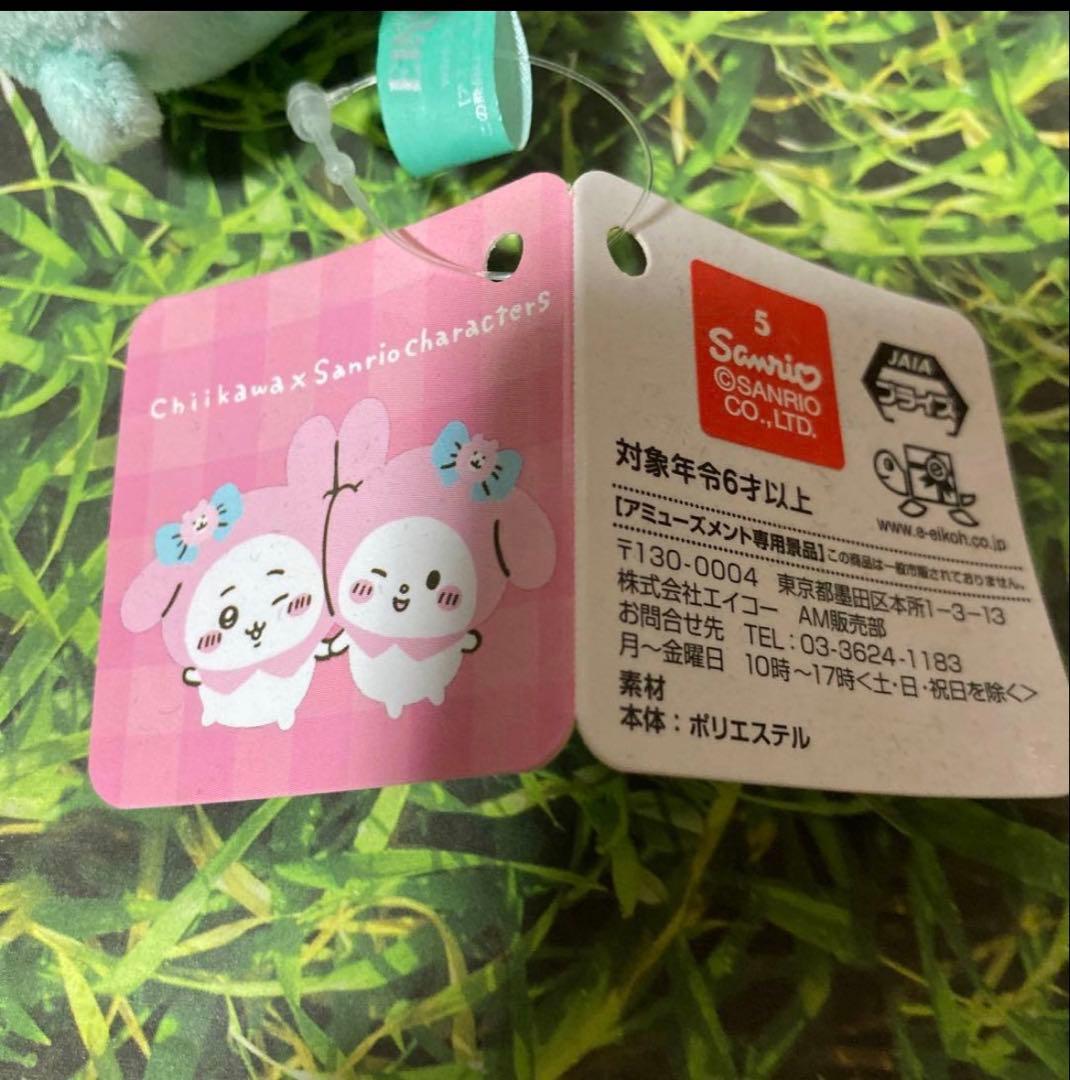 Chiikawa x Sanrio characters
5
Sanrio
©SANRIO
CO.,LTD.
JAIA
プライズ
www.e-eikoh.co.jp
対象年令6才以上
【アミューズメント専用景品】この商品は一般市販されておりません。
〒130-0004 東京都墨田区本所1-3-13
株式会社エイコー AM販売部
お問合せ先 TEL:03-3624-1183
月~金曜日 10時~17時<土・日・祝日を除く>
素材
本体:ポリエステル